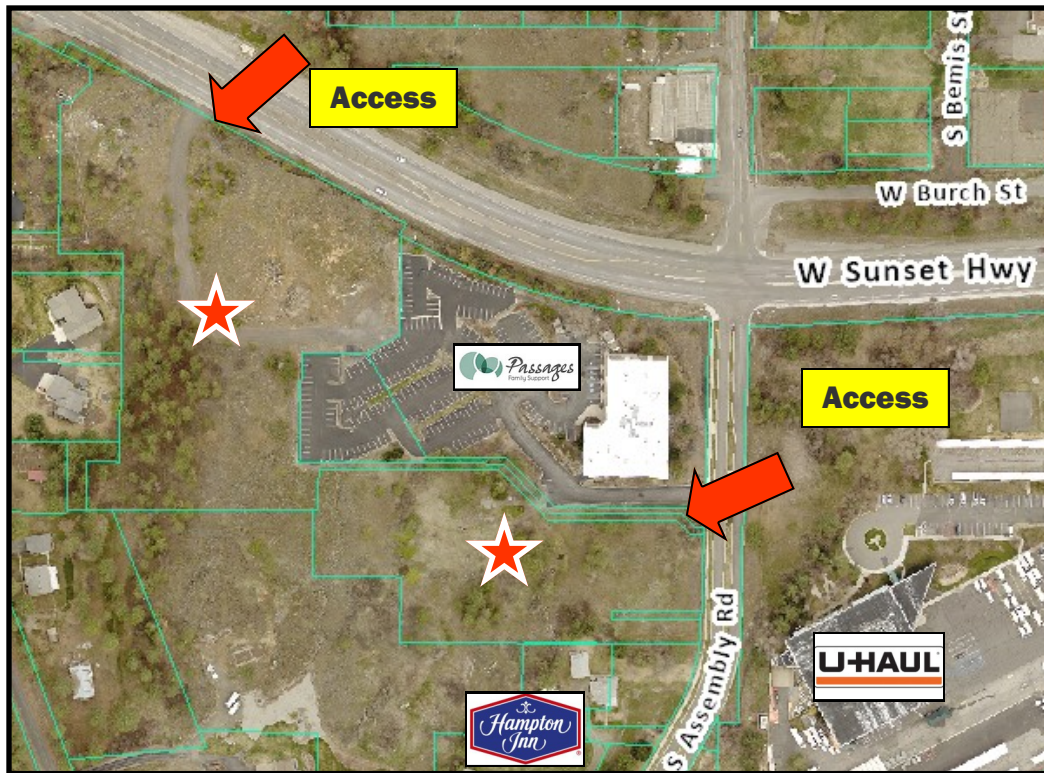 Access
S Bemis St
W Burch St
W Sunset Hwy
Passages
Family Support
Access
S Assembly Rd
U-HAUL
Hampton
Inn